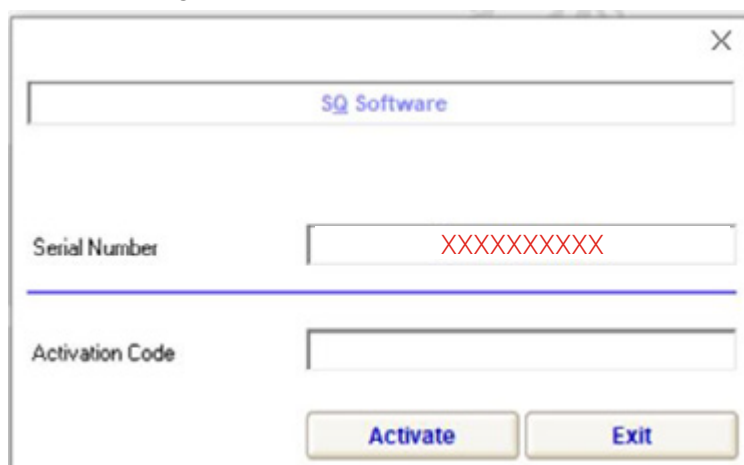 SQ Software
Serial Number XXXXXXXXXX
Activation Code
Activate Exit